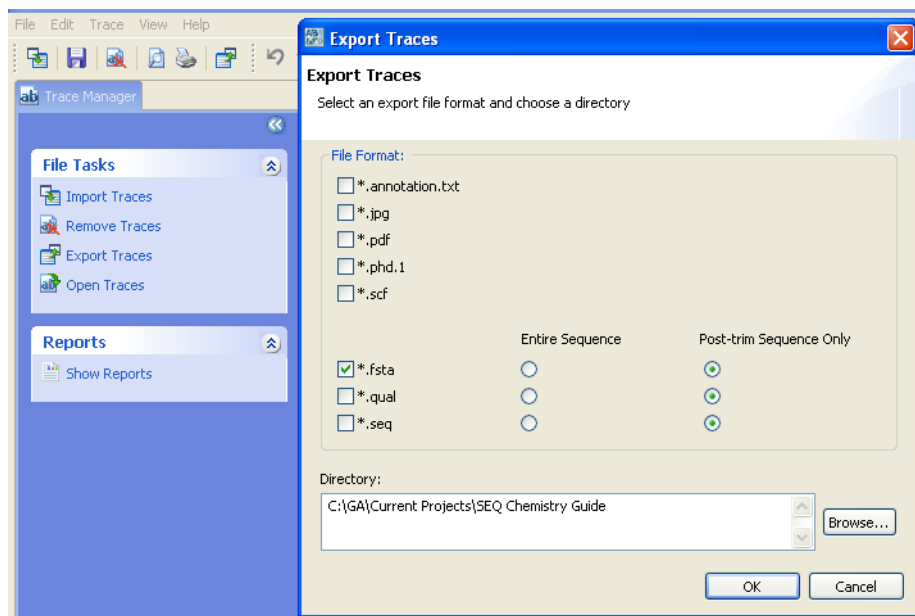 File Edit Trace View Help
Export Traces
ab Trace Manager
Export Traces
Select an export file format and choose a directory
File Tasks
Import Traces
Remove Traces
Export Traces
Open Traces
Reports
Show Reports
File Format:
*.annotation.txt
*.jpg
*.pdf
*.phd.1
*.scf
Entire Sequence Post-trim Sequence Only
*.fsta
*.qual
*.seq
Directory:
C:\GA\Current Projects\SEQ Chemistry Guide
Browse...
OK Cancel